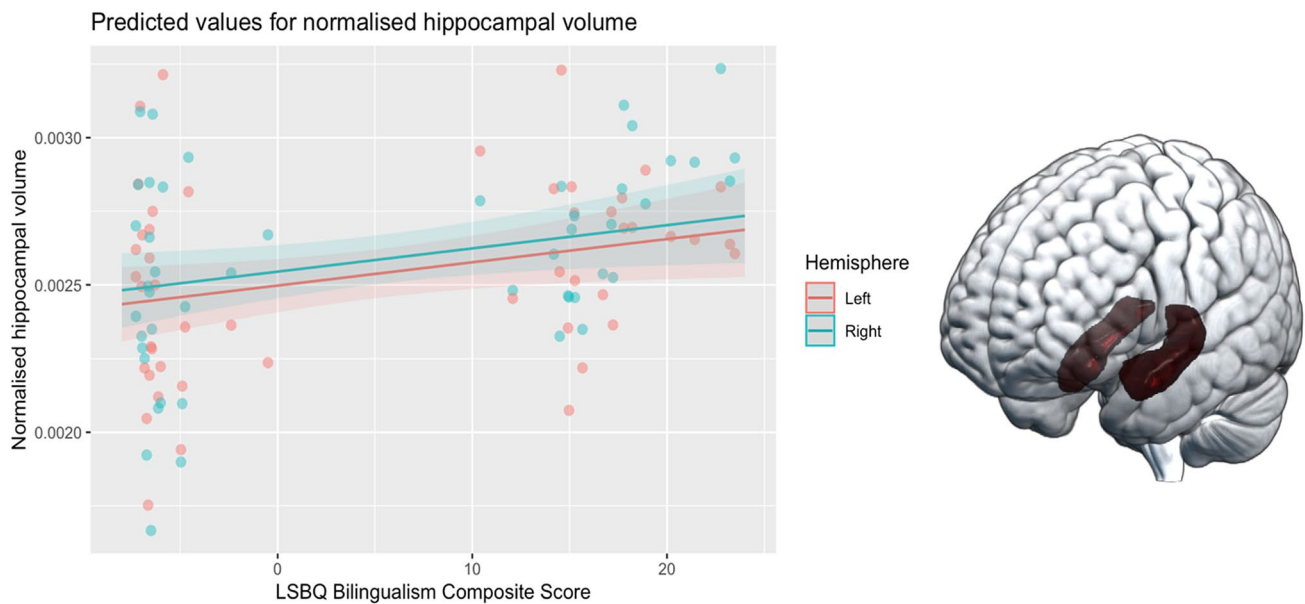 Predicted values for normalised hippocampal volume
Normalised hippocampal volume
0.0030
0.0025
0.0020
0
10
20
LSBQ Bilingualism Composite Score
Hemisphere
Left
Right